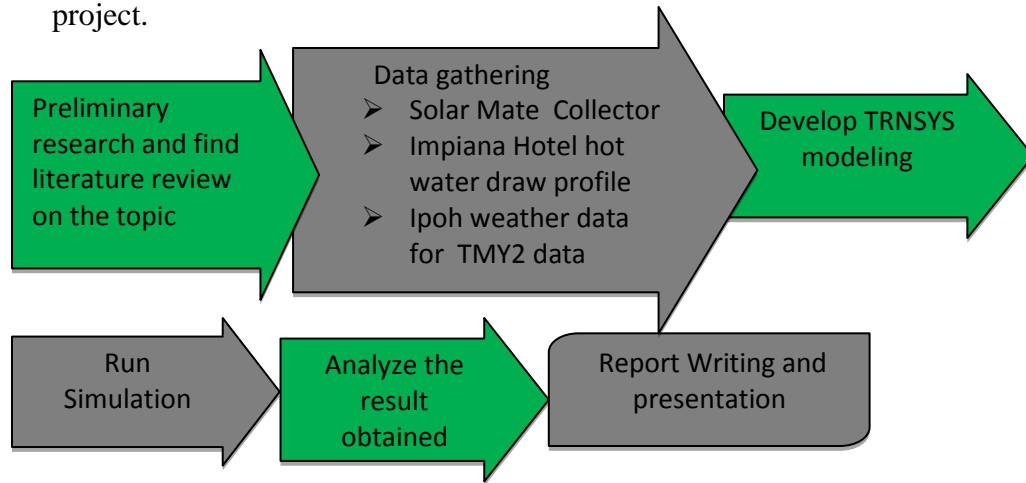 project.
Preliminary
research and find
literature review
on the topic
Data gathering
➢ Solar Mate Collector
➢ Impiana Hotel hot
water draw profile
➢ Ipoh weather data
for TMY2 data
Develop TRNSYS
modeling
Run
Simulation
Analyze the
result
obtained
Report Writing and
presentation